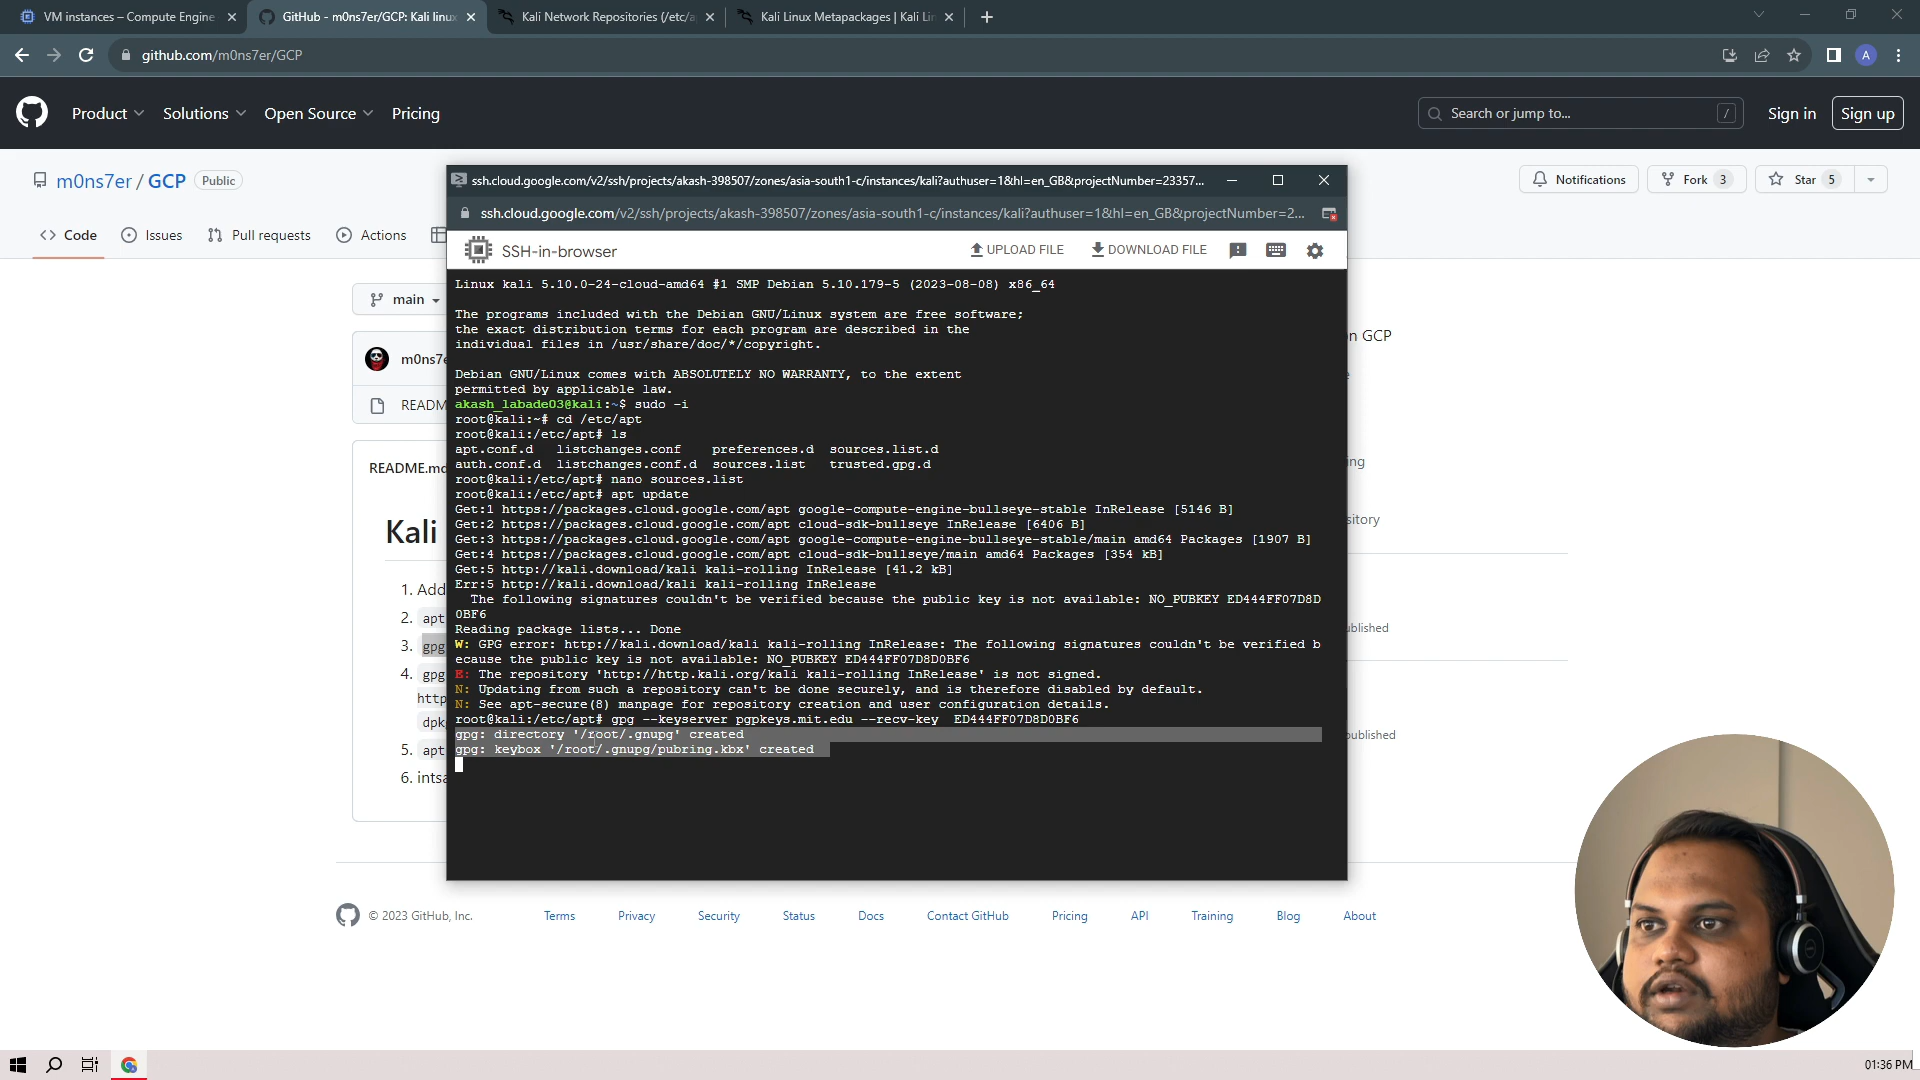 VM instances – Compute Engine
GitHub - m0ns7er/GCP: Kali linux
Kali Network Repositories (/etc/a
Kali Linux Metapackages | Kali Lin
github.com/m0ns7er/GCP
A
Product
Solutions
Open Source
Pricing
Search or jump to...
/
Sign in
Sign up
m0ns7er / GCP
Public
Notifications
Fork 3
Star 5
Code
Issues
Pull requests
Actions
main
m0ns7e
README.md
Kali
1. Add
2. apt
3. gpg
4. gpg
http
dpk
5. apt
6. intsa
ssh.cloud.google.com/v2/ssh/projects/akash-398507/zones/asia-south1-c/instances/kali?authuser=1&hl=en_GB&projectNumber=23357...
ssh.cloud.google.com/v2/ssh/projects/akash-398507/zones/asia-south1-c/instances/kali?authuser=1&hl=en_GB&projectNumber=2...
SSH-in-browser
UPLOAD FILE
DOWNLOAD FILE
Linux kali 5.10.0-24-cloud-amd64 #1 SMP Debian 5.10.179-5 (2023-08-08) x86_64
The programs included with the Debian GNU/Linux system are free software;
the exact distribution terms for each program are described in the
individual files in /usr/share/doc/*/copyright.
Debian GNU/Linux comes with ABSOLUTELY NO WARRANTY, to the extent
permitted by applicable law.
akash_labade03@kali:~$ sudo -i
root@kali:~# cd /etc/apt
root@kali:/etc/apt# ls
apt.conf.d listchanges.conf preferences.d sources.list.d
auth.conf.d listchanges.conf.d sources.list trusted.gpg.d
root@kali:/etc/apt# nano sources.list
root@kali:/etc/apt# apt update
Get:1 https://packages.cloud.google.com/apt google-compute-engine-bullseye-stable InRelease [5146 B]
Get:2 https://packages.cloud.google.com/apt cloud-sdk-bullseye InRelease [6406 B]
Get:3 https://packages.cloud.google.com/apt google-compute-engine-bullseye-stable/main amd64 Packages [1907 B]
Get:4 https://packages.cloud.google.com/apt cloud-sdk-bullseye/main amd64 Packages [354 kB]
Get:5 http://kali.download/kali kali-rolling InRelease [41.2 kB]
Err:5 http://kali.download/kali kali-rolling InRelease
The following signatures couldn't be verified because the public key is not available: NO_PUBKEY ED444FF07D8D
0BF6
Reading package lists... Done
W: GPG error: http://kali.download/kali kali-rolling InRelease: The following signatures couldn't be verified b
ecause the public key is not available: NO_PUBKEY ED444FF07D8D0BF6
E: The repository 'http://http.kali.org/kali kali-rolling InRelease' is not signed.
N: Updating from such a repository can't be done securely, and is therefore disabled by default.
N: See apt-secure(8) manpage for repository creation and user configuration details.
root@kali:/etc/apt# gpg --keyserver pgpkeys.mit.edu --recv-key ED444FF07D8D0BF6
gpg: directory '/root/.gnupg' created
gpg: keybox '/root/.gnupg/pubring.kbx' created
n GCP
ing
sitory
ublished
published
© 2023 GitHub, Inc.
Terms
Privacy
Security
Status
Docs
Contact GitHub
Pricing
API
Training
Blog
About
01:36 PM